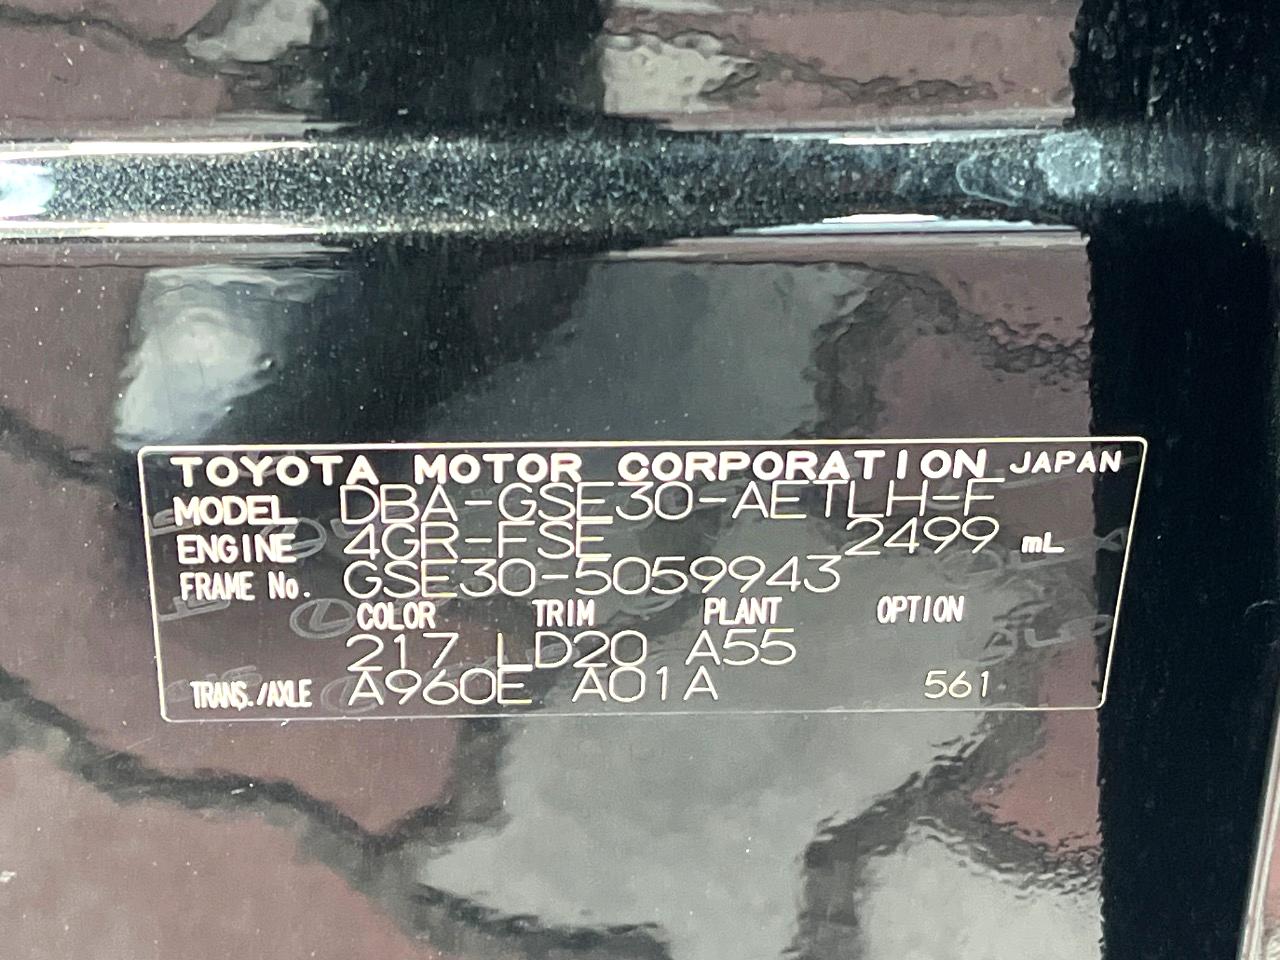 TOYOTA MOTOR CORPORATION JAPAN
MODEL DBA-GSE30-AETLH-F
ENGINE 4GR-FSE 2499 mL
FRAME No. GSE30-5059943
COLOR TRIM PLANT OPTION
217 LD20 A55
TRANS./AXLE A960E A01A 561